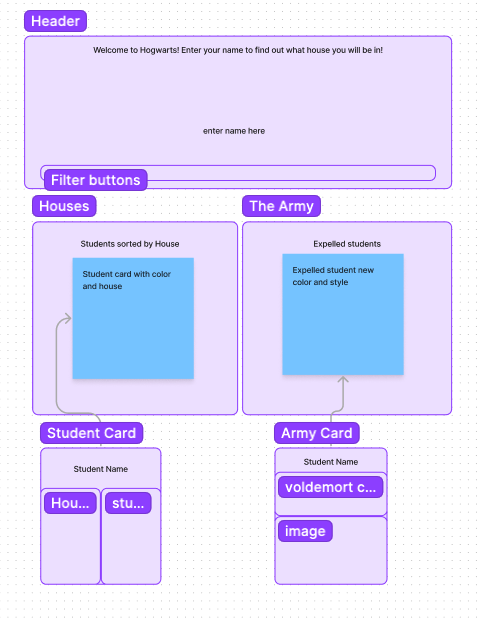 Header
Welcome to Hogwarts! Enter your name to find out what house you will be in!
enter name here
Filter buttons
Houses
The Army
Students sorted by House
Expelled students
Student card with color
and house
Expelled student new
color and style
Student Card
Army Card
Student Name
Student Name
Hou...
stu...
voldemort c...
image